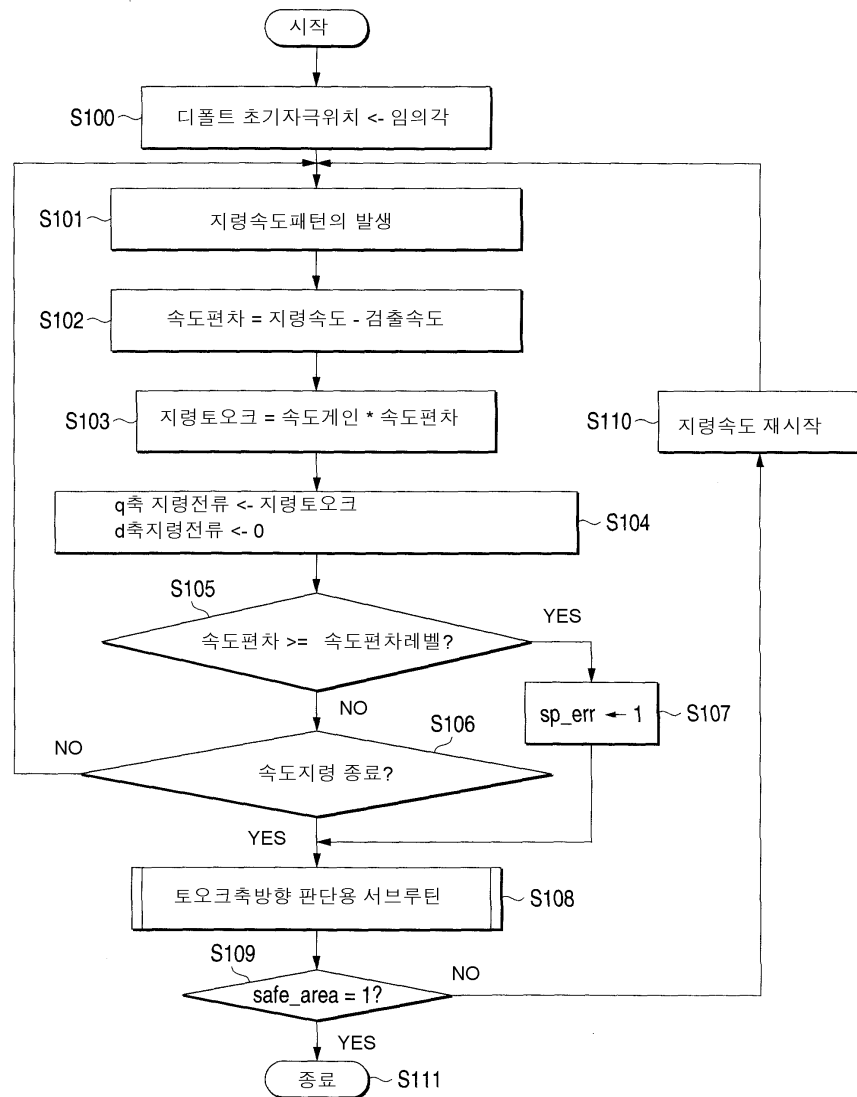 시작
S100
디폴트 초기자극위치 <- 임의각
S101
지령속도패턴의 발생
S102
속도편차 = 지령속도 - 검출속도
S103
지령토오크 = 속도게인 * 속도편차
S110
지령속도 재시작
q축 지령전류 <- 지령토오크
d축지령전류 <- 0
S104
S105
속도편차 >= 속도편차레벨?
YES
NO
sp_err ← 1
S107
S106
NO
속도지령 종료?
YES
토오크축방향 판단용 서브루틴
S108
S109
safe_area = 1?
NO
YES
종료
S111